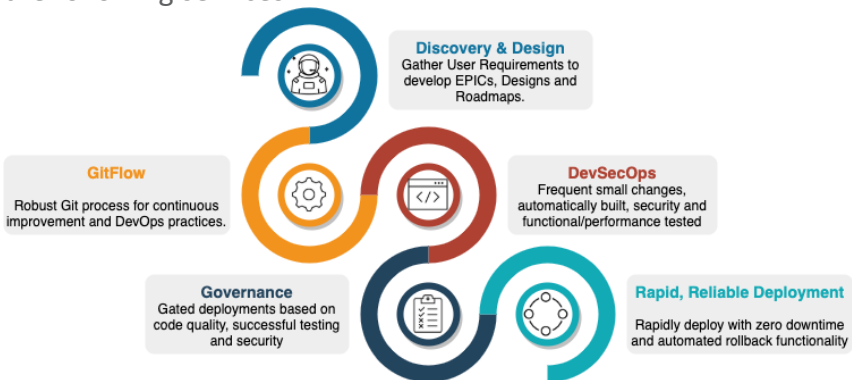 Discovery & Design
Gather User Requirements to
develop EPICs, Designs and
Roadmaps.
GitFlow
Robust Git process for continuous
improvement and DevOps practices.
</>
DevSecOps
Frequent small changes,
automatically built, security and
functional/performance tested
Governance
Gated deployments based on
code quality, successful testing
and security
Rapid, Reliable Deployment
Rapidly deploy with zero downtime
and automated rollback functionality